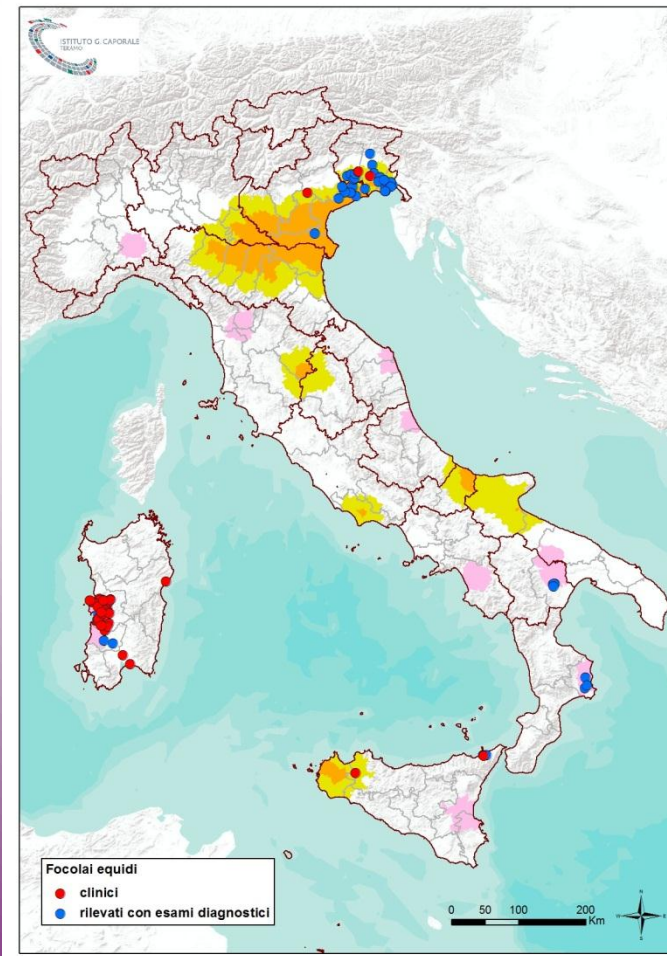 ISTITUTO G. CAPORALE
TERAMO
Focolai equidi
clinici
rilevati con esami diagnostici
0 50 100 200
Km
N
S